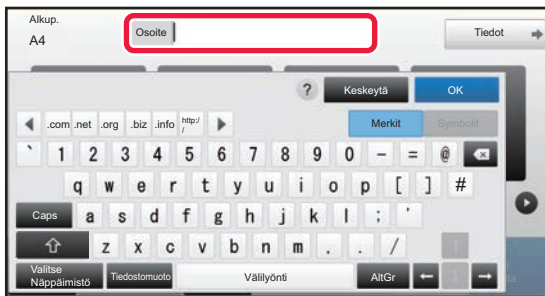 Alkup.
A4
Osoite
Tiedot
? Keskeytä OK
.com .net .org .biz .info http:/
/
Merkit Symbolit
` 1 2 3 4 5 6 7 8 9 0 - = @
q w e r t y u i o p [ ] #
Caps a s d f g h j k l ; '
z x c v b n m , . /
Valitse
Näppäimistö
Tiedostomuoto Välilyönti AltGr